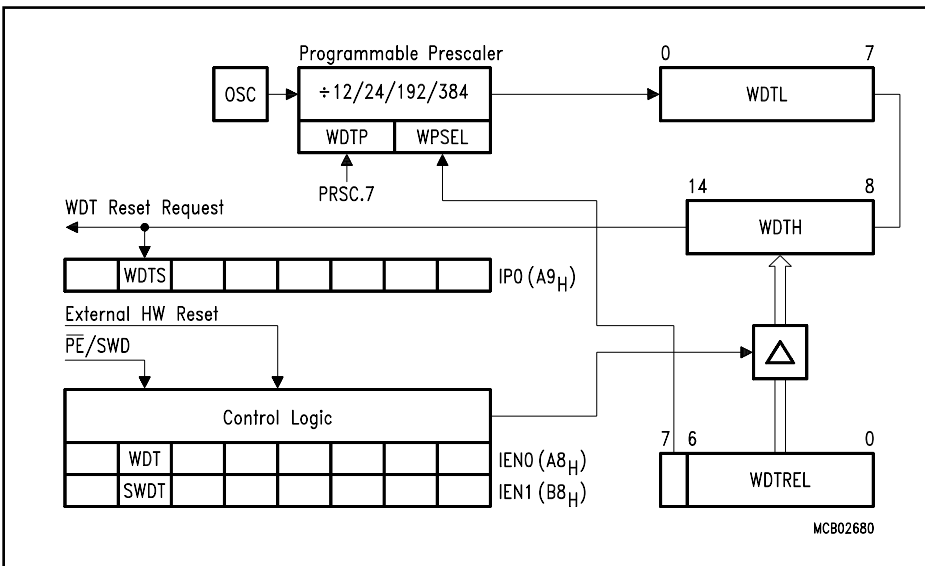 Programmable Prescaler
OSC
÷12/24/192/384
WDTP WPSEL
PRSC.7
0 7
WDTL
14 8
WDTH
WDT Reset Request
WDTS
IP0 (A9H)
External HW Reset
PE/SWD
Control Logic
WDT
IEN0 (A8H)
SWDT
IEN1 (B8H)
7 6 0
WDTREL
MCB02680